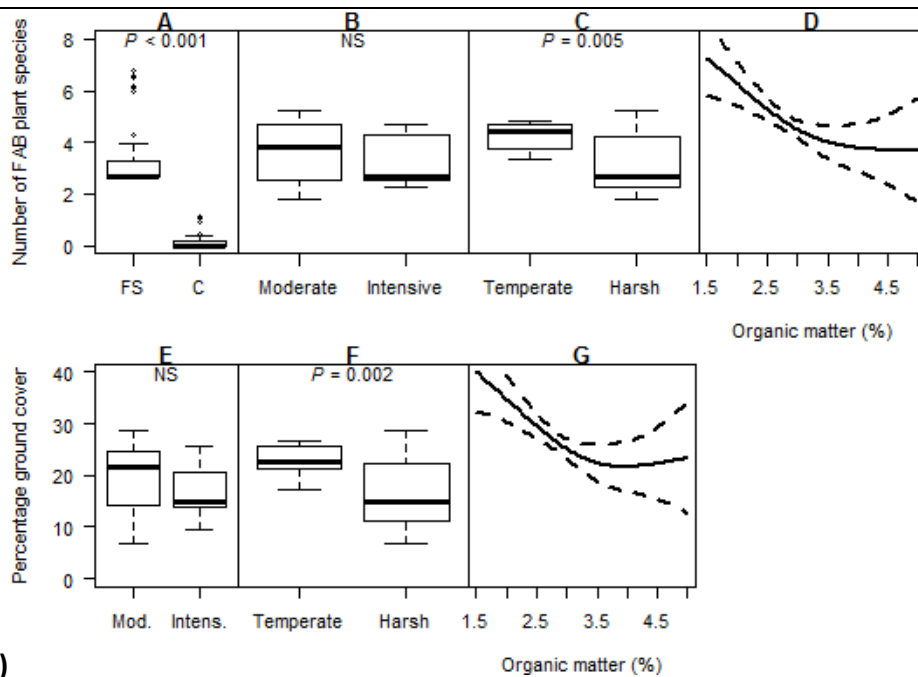 A B C D
P < 0.001 NS P = 0.005
Number of FAB plant species
8
6
4
2
0
FS C Moderate Intensive Temperate Harsh 1.5 2.5 3.5 4.5
Organic matter (%)
E F G
NS P = 0.002
Percentage ground cover
40
30
20
10
0
Mod. Intens. Temperate Harsh 1.5 2.5 3.5 4.5
) Organic matter (%)